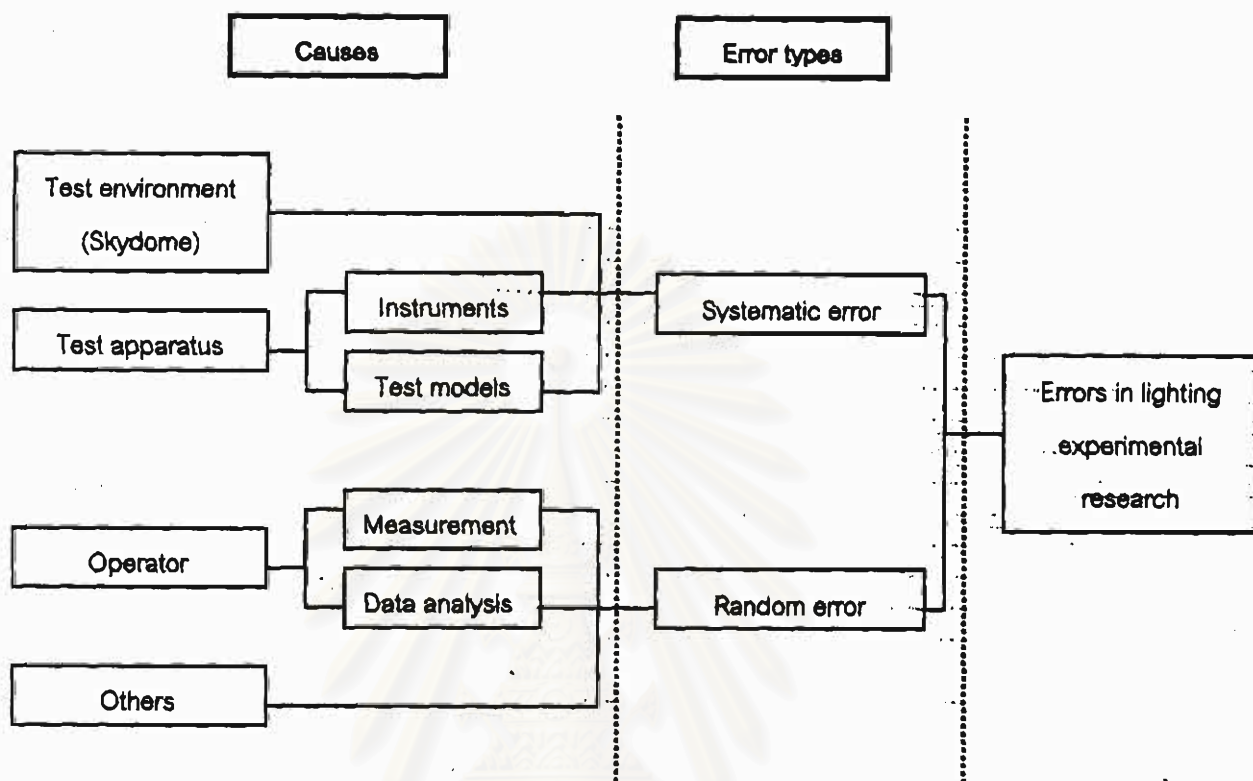 Causes
Error types
Test environment
(Skydome)
Instruments
Systematic error
Test apparatus
Test models
Errors in lighting
experimental
research
Measurement
Operator
Data analysis
Random error
Others